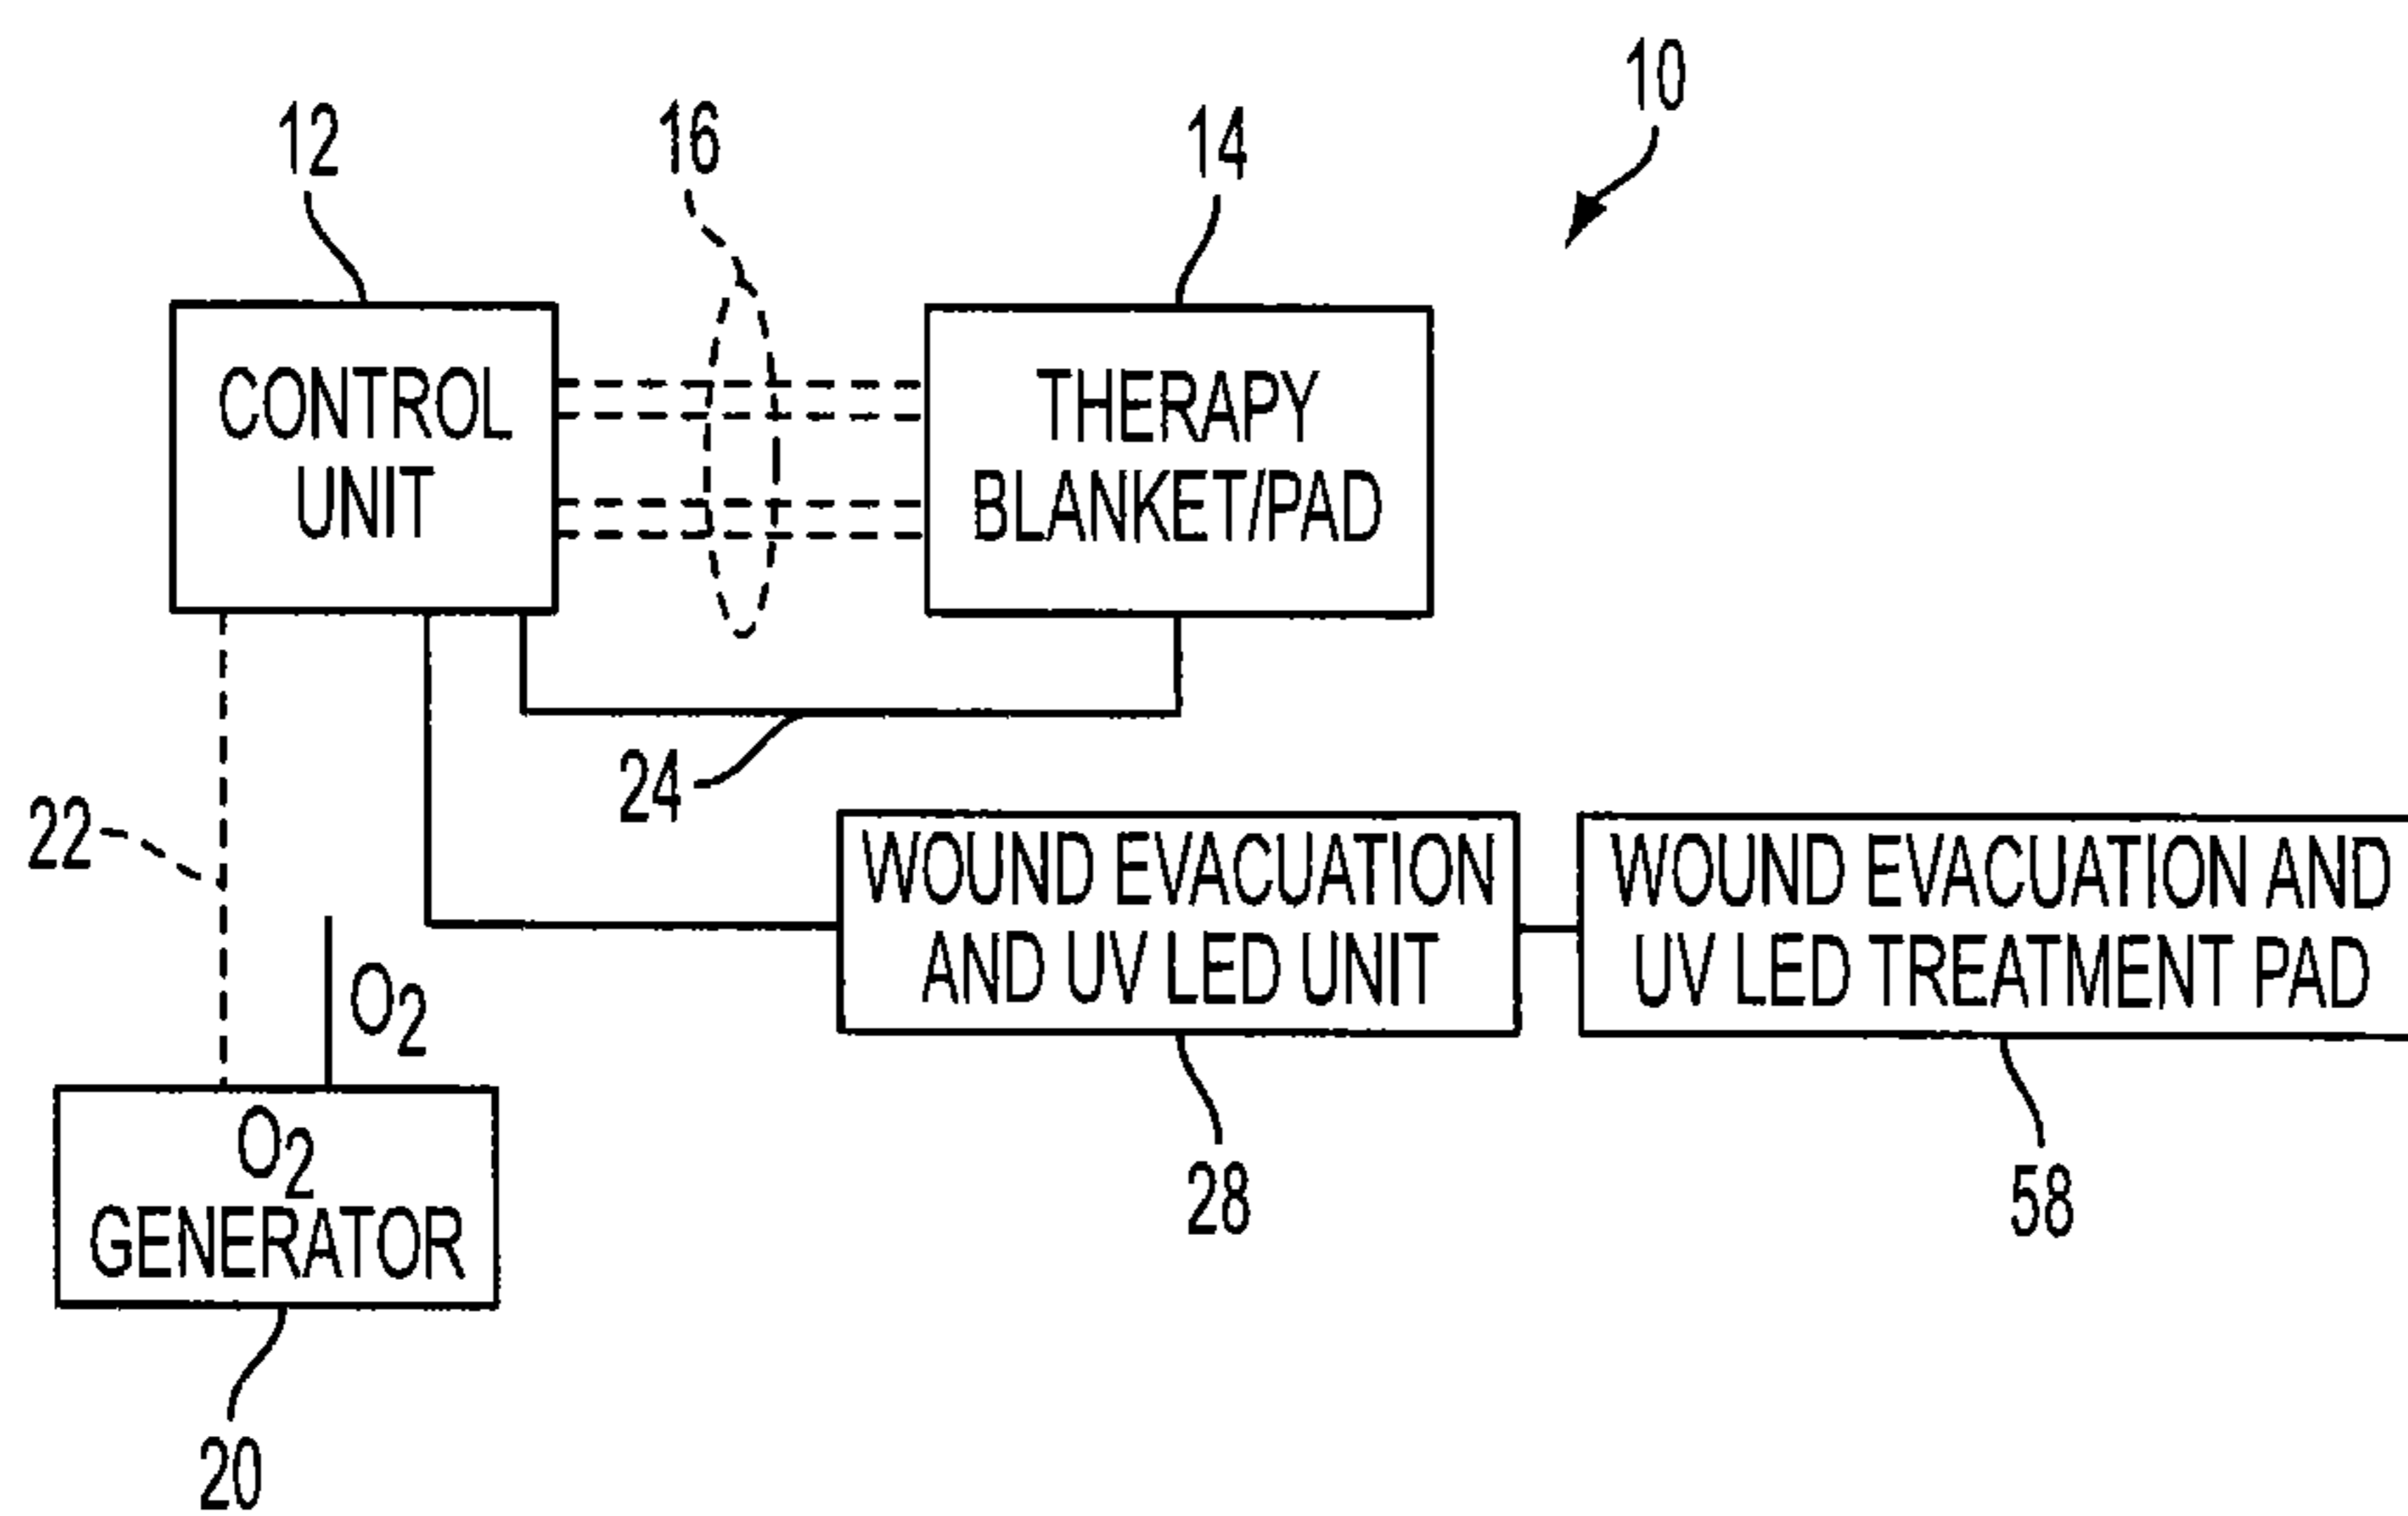 10
12
16
14
CONTROL
UNIT
THERAPY
BLANKET/PAD
24
22
WOUND EVACUATION
AND UV LED UNIT
WOUND EVACUATION AND
UV LED TREATMENT PAD
O2
O2
GENERATOR
28
58
20